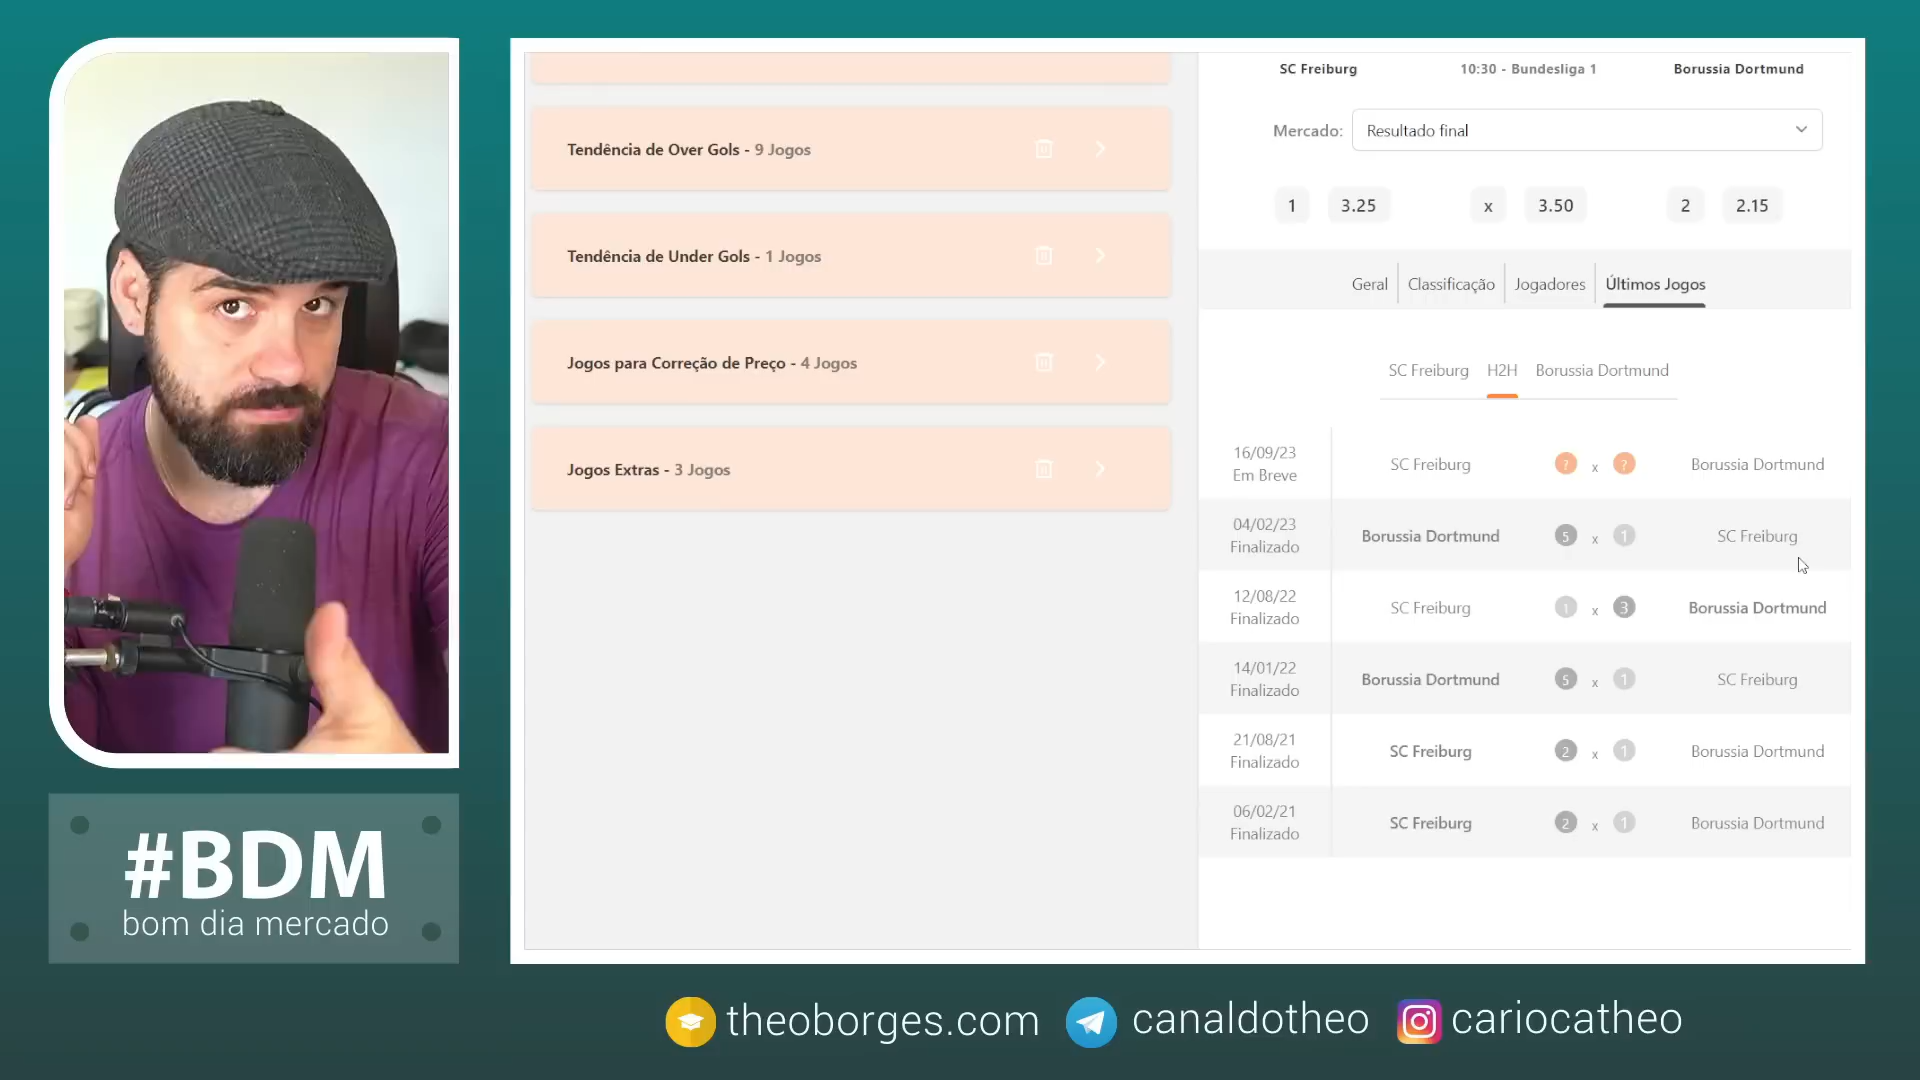 SC Freiburg
10:30 - Bundesliga 1
Borussia Dortmund
Mercado:
Resultado final
1 3.25
x 3.50
2 2.15
Geral
Classificação
Jogadores
Últimos Jogos
SC Freiburg
H2H
Borussia Dortmund
16/09/23
Em Breve
SC Freiburg
? x ?
Borussia Dortmund
04/02/23
Finalizado
Borussia Dortmund
5 x 1
SC Freiburg
12/08/22
Finalizado
SC Freiburg
1 x 3
Borussia Dortmund
14/01/22
Finalizado
Borussia Dortmund
5 x 1
SC Freiburg
21/08/21
Finalizado
SC Freiburg
2 x 1
Borussia Dortmund
06/02/21
Finalizado
SC Freiburg
2 x 1
Borussia Dortmund
Tendência de Over Gols - 9 Jogos
Tendência de Under Gols - 1 Jogos
Jogos para Correção de Preço - 4 Jogos
Jogos Extras - 3 Jogos
#BDM
bom dia mercado
theoborges.com
canaldotheo
cariocatheo